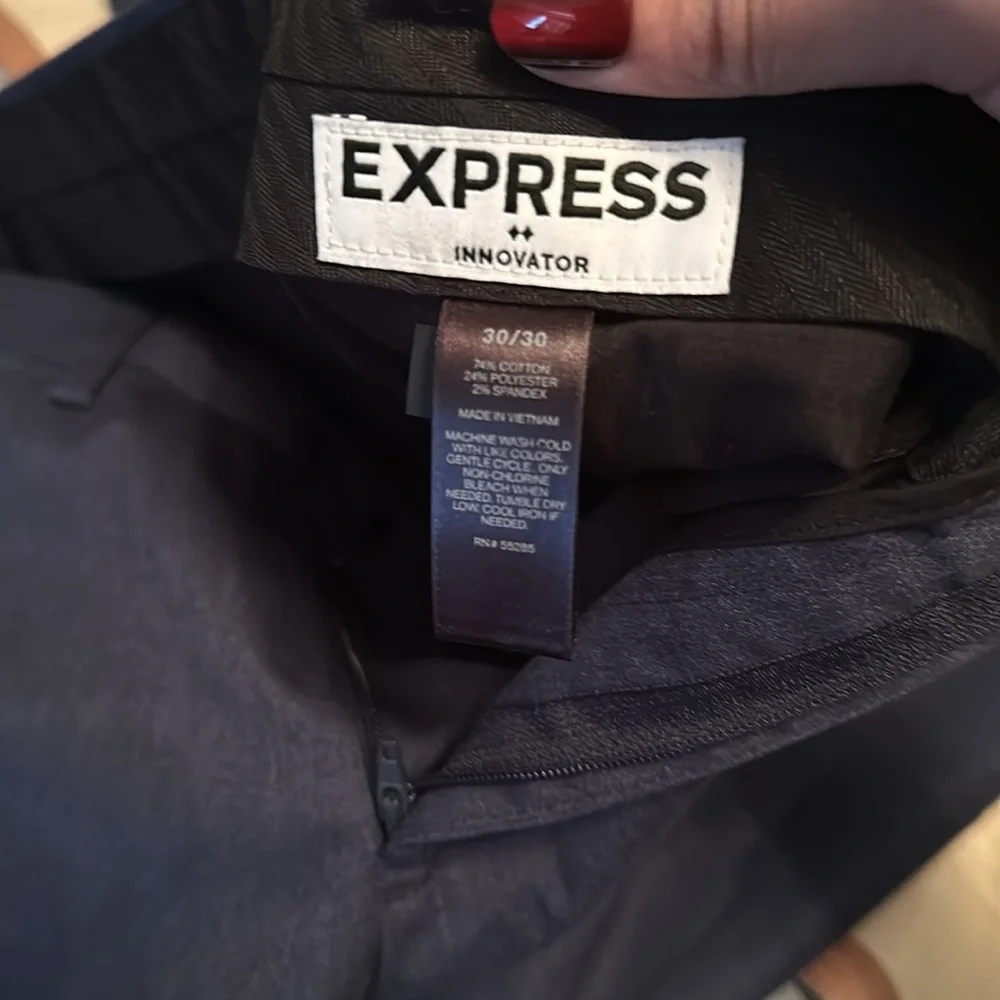 EXPRESS
INNOVATOR
30/30
74% COTTON
24% POLYESTER
2% SPANDEX
MADE IN VIETNAM
MACHINE WASH COLD
WITH LIKE COLORS.
GENTLE CYCLE. ONLY
NON-CHLORINE
BLEACH WHEN
NEEDED. TUMBLE DRY
LOW. COOL IRON IF
NEEDED.
RN# 55285